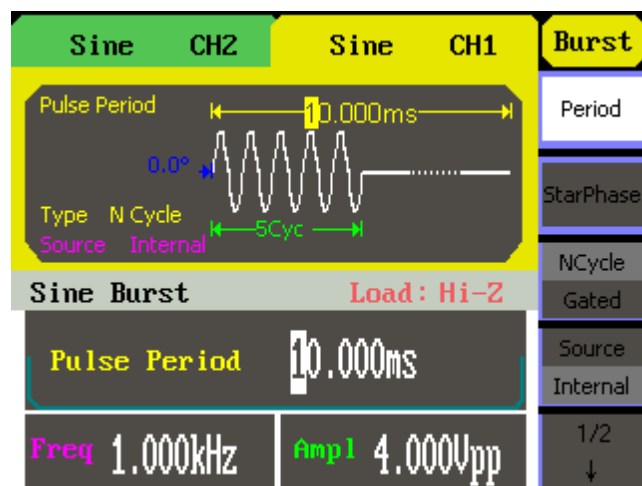 Sine CH2 Sine CH1 Burst
Pulse Period 10.000ms
0.0°
Type N Cycle
Source Internal
5Cyc
Sine Burst Load: Hi-Z
Pulse Period 10.000ms
Freq 1.000kHz Ampl 4.000Vpp
Period
StarPhase
NCycle
Gated
Source
Internal
1/2